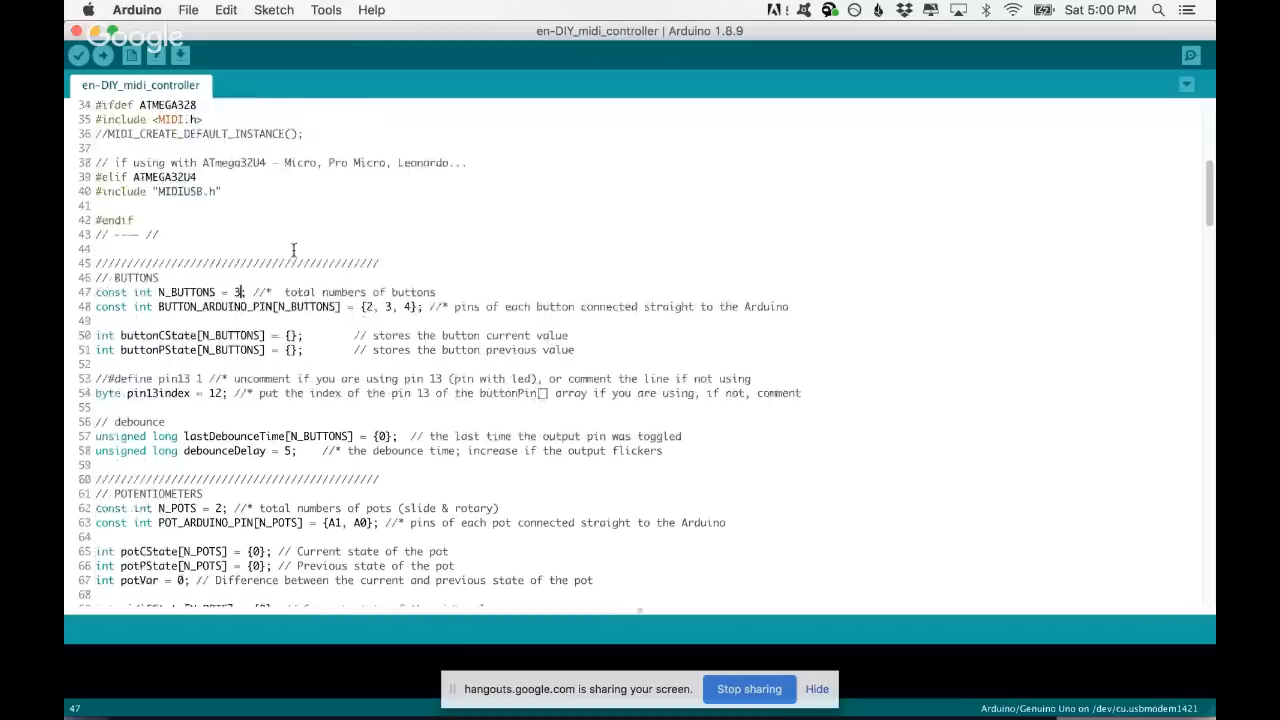 Arduino File Edit Sketch Tools Help Sat 5:00 PM
en-DIY_midi_controller | Arduino 1.8.9
Google
en-DIY_midi_controller
34 #ifdef ATMEGA328
35 #include <MIDI.h>
36 //MIDI_CREATE_DEFAULT_INSTANCE();
37
38 // if using with ATmega32U4 - Micro, Pro Micro, Leonardo...
39 #elif ATMEGA32U4
40 #include "MIDIUSB.h"
41
42 #endif
43 // ---- //
44
45 /////////////////////////////////////////////
46 // BUTTONS
47 const int N_BUTTONS = 3; //* total numbers of buttons
48 const int BUTTON_ARDUINO_PIN[N_BUTTONS] = {2, 3, 4}; //* pins of each button connected straight to the Arduino
49
50 int buttonCState[N_BUTTONS] = {}; // stores the button current value
51 int buttonPState[N_BUTTONS] = {}; // stores the button previous value
52
53 //#define pin13 1 //* uncomment if you are using pin 13 (pin with led), or comment the line if not using
54 byte pin13index = 12; //* put the index of the pin 13 of the buttonPin[] array if you are using, if not, comment
55
56 // debounce
57 unsigned long lastDebounceTime[N_BUTTONS] = {0}; // the last time the output pin was toggled
58 unsigned long debounceDelay = 5; //* the debounce time; increase if the output flickers
59
60 /////////////////////////////////////////////
61 // POTENTIOMETERS
62 const int N_POTS = 2; //* total numbers of pots (slide & rotary)
63 const int POT_ARDUINO_PIN[N_POTS] = {A1, A0}; //* pins of each pot connected straight to the Arduino
64
65 int potCState[N_POTS] = {0}; // Current state of the pot
66 int potPState[N_POTS] = {0}; // Previous state of the pot
67 int potVar = 0; // Difference between the current and previous state of the pot
68
hangouts.google.com is sharing your screen. Stop sharing Hide
47 Arduino/Genuino Uno on /dev/cu.usbmodem1421